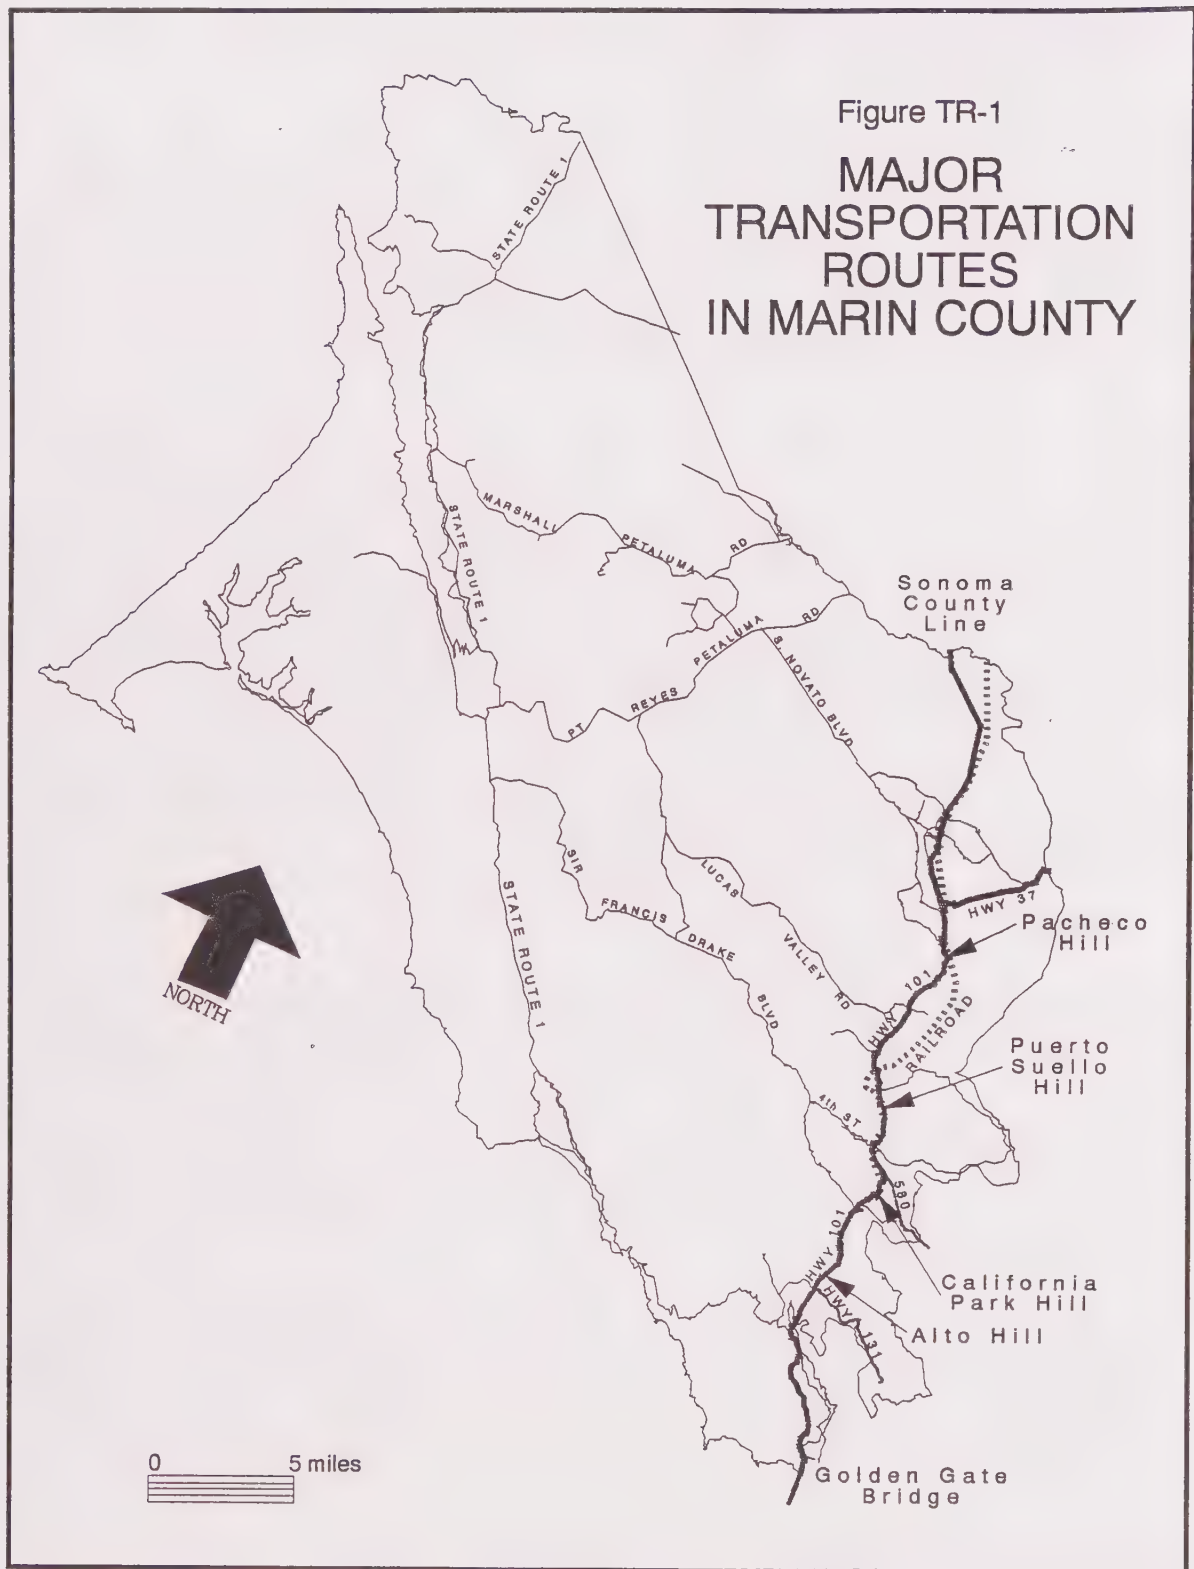 Figure TR-1
MAJOR
TRANSPORTATION
ROUTES
IN MARIN COUNTY
STATE ROUTE 1
MARSHALL
PETALUMA
RD
STATE ROUTE 1
Sonoma
County
Line
PETALUMA
RD
S. NOVATO BLVD
PT
REYES
SIR
FRANCIS
DRAKE
BLVD
LUCAS
VALLEY RD
STATE ROUTE 1
HWY 37
Pacheco
Hill
NORTH
HWY 101
RAILROAD
Puerto
Suello
Hill
4th ST
580
HWY 101
California
Park Hill
HWY 131
Alto Hill
0 5 miles
Golden Gate
Bridge